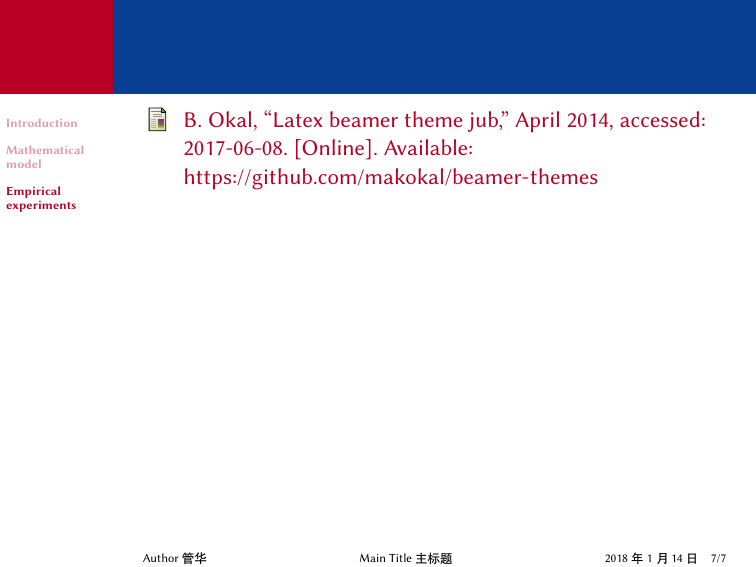 Introduction
Mathematical
model
Empirical
experiments
B. Okal, “Latex beamer theme jub,” April 2014, accessed:
2017-06-08. [Online]. Available:
https://github.com/makokal/beamer-themes
Author 管华
Main Title 主标题
2018 年 1 月 14 日 7/7